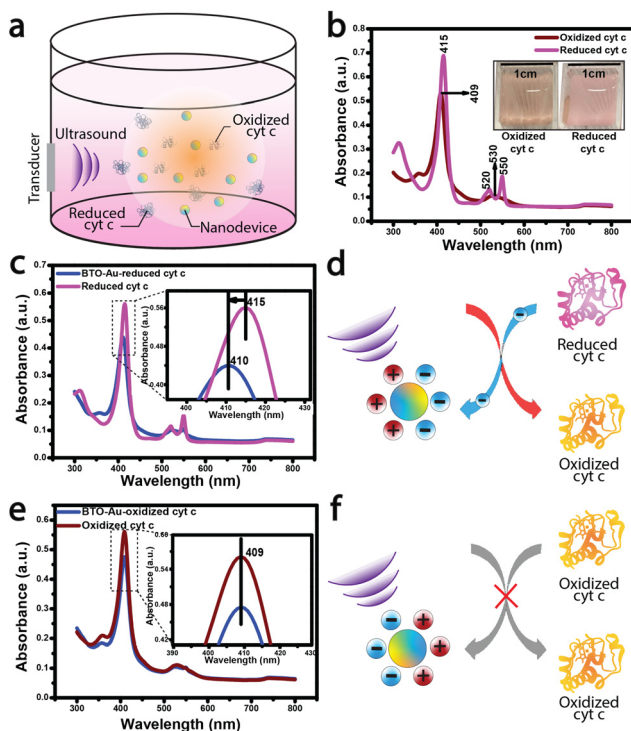 a
Ultrasound
Transducer
Oxidized
cyt c
Reduced
cyt c
Nanodevice
b
Absorbance (a.u.)
0.8
0.7
0.6
0.5
0.4
0.3
0.2
0.1
0.0
Oxidized cyt c
Reduced cyt c
415
409
520
530
550
1cm
1cm
Oxidized
cyt c
Reduced
cyt c
300 400 500 600 700 800
Wavelength (nm)
c
Absorbance (a.u.)
0.7
0.6
0.5
0.4
0.3
0.2
0.1
0.0
BTO-Au-reduced cyt c
Reduced cyt c
Absorbance (a.u.)
0.56
0.48
0.40
415
410
400 410 420 430
Wavelength (nm)
300 400 500 600 700 800
Wavelength (nm)
d
+
−
+
−
+
−
−
−
Reduced
cyt c
Oxidized
cyt c
e
Absorbance (a.u.)
0.6
0.5
0.4
0.3
0.2
0.1
0.0
BTO-Au-oxidized cyt c
Oxidized cyt c
Absorbance (a.u.)
0.60
0.54
0.48
0.42
409
390 400 410 420 430
Wavelength (nm)
300 400 500 600 700 800
Wavelength (nm)
f
−
+
−
+
−
+
Oxidized
cyt c
Oxidized
cyt c